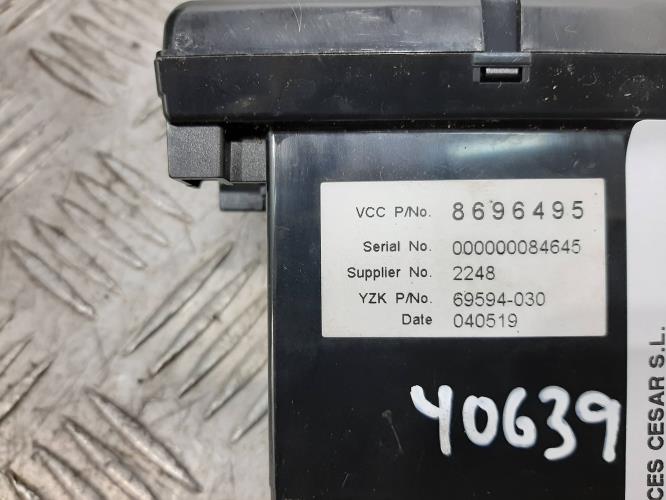 VCC P/No. 8696495
Serial No. 000000084645
Supplier No. 2248
YZK P/No. 69594-030
Date 040519
40639
CES CESAR S.L.